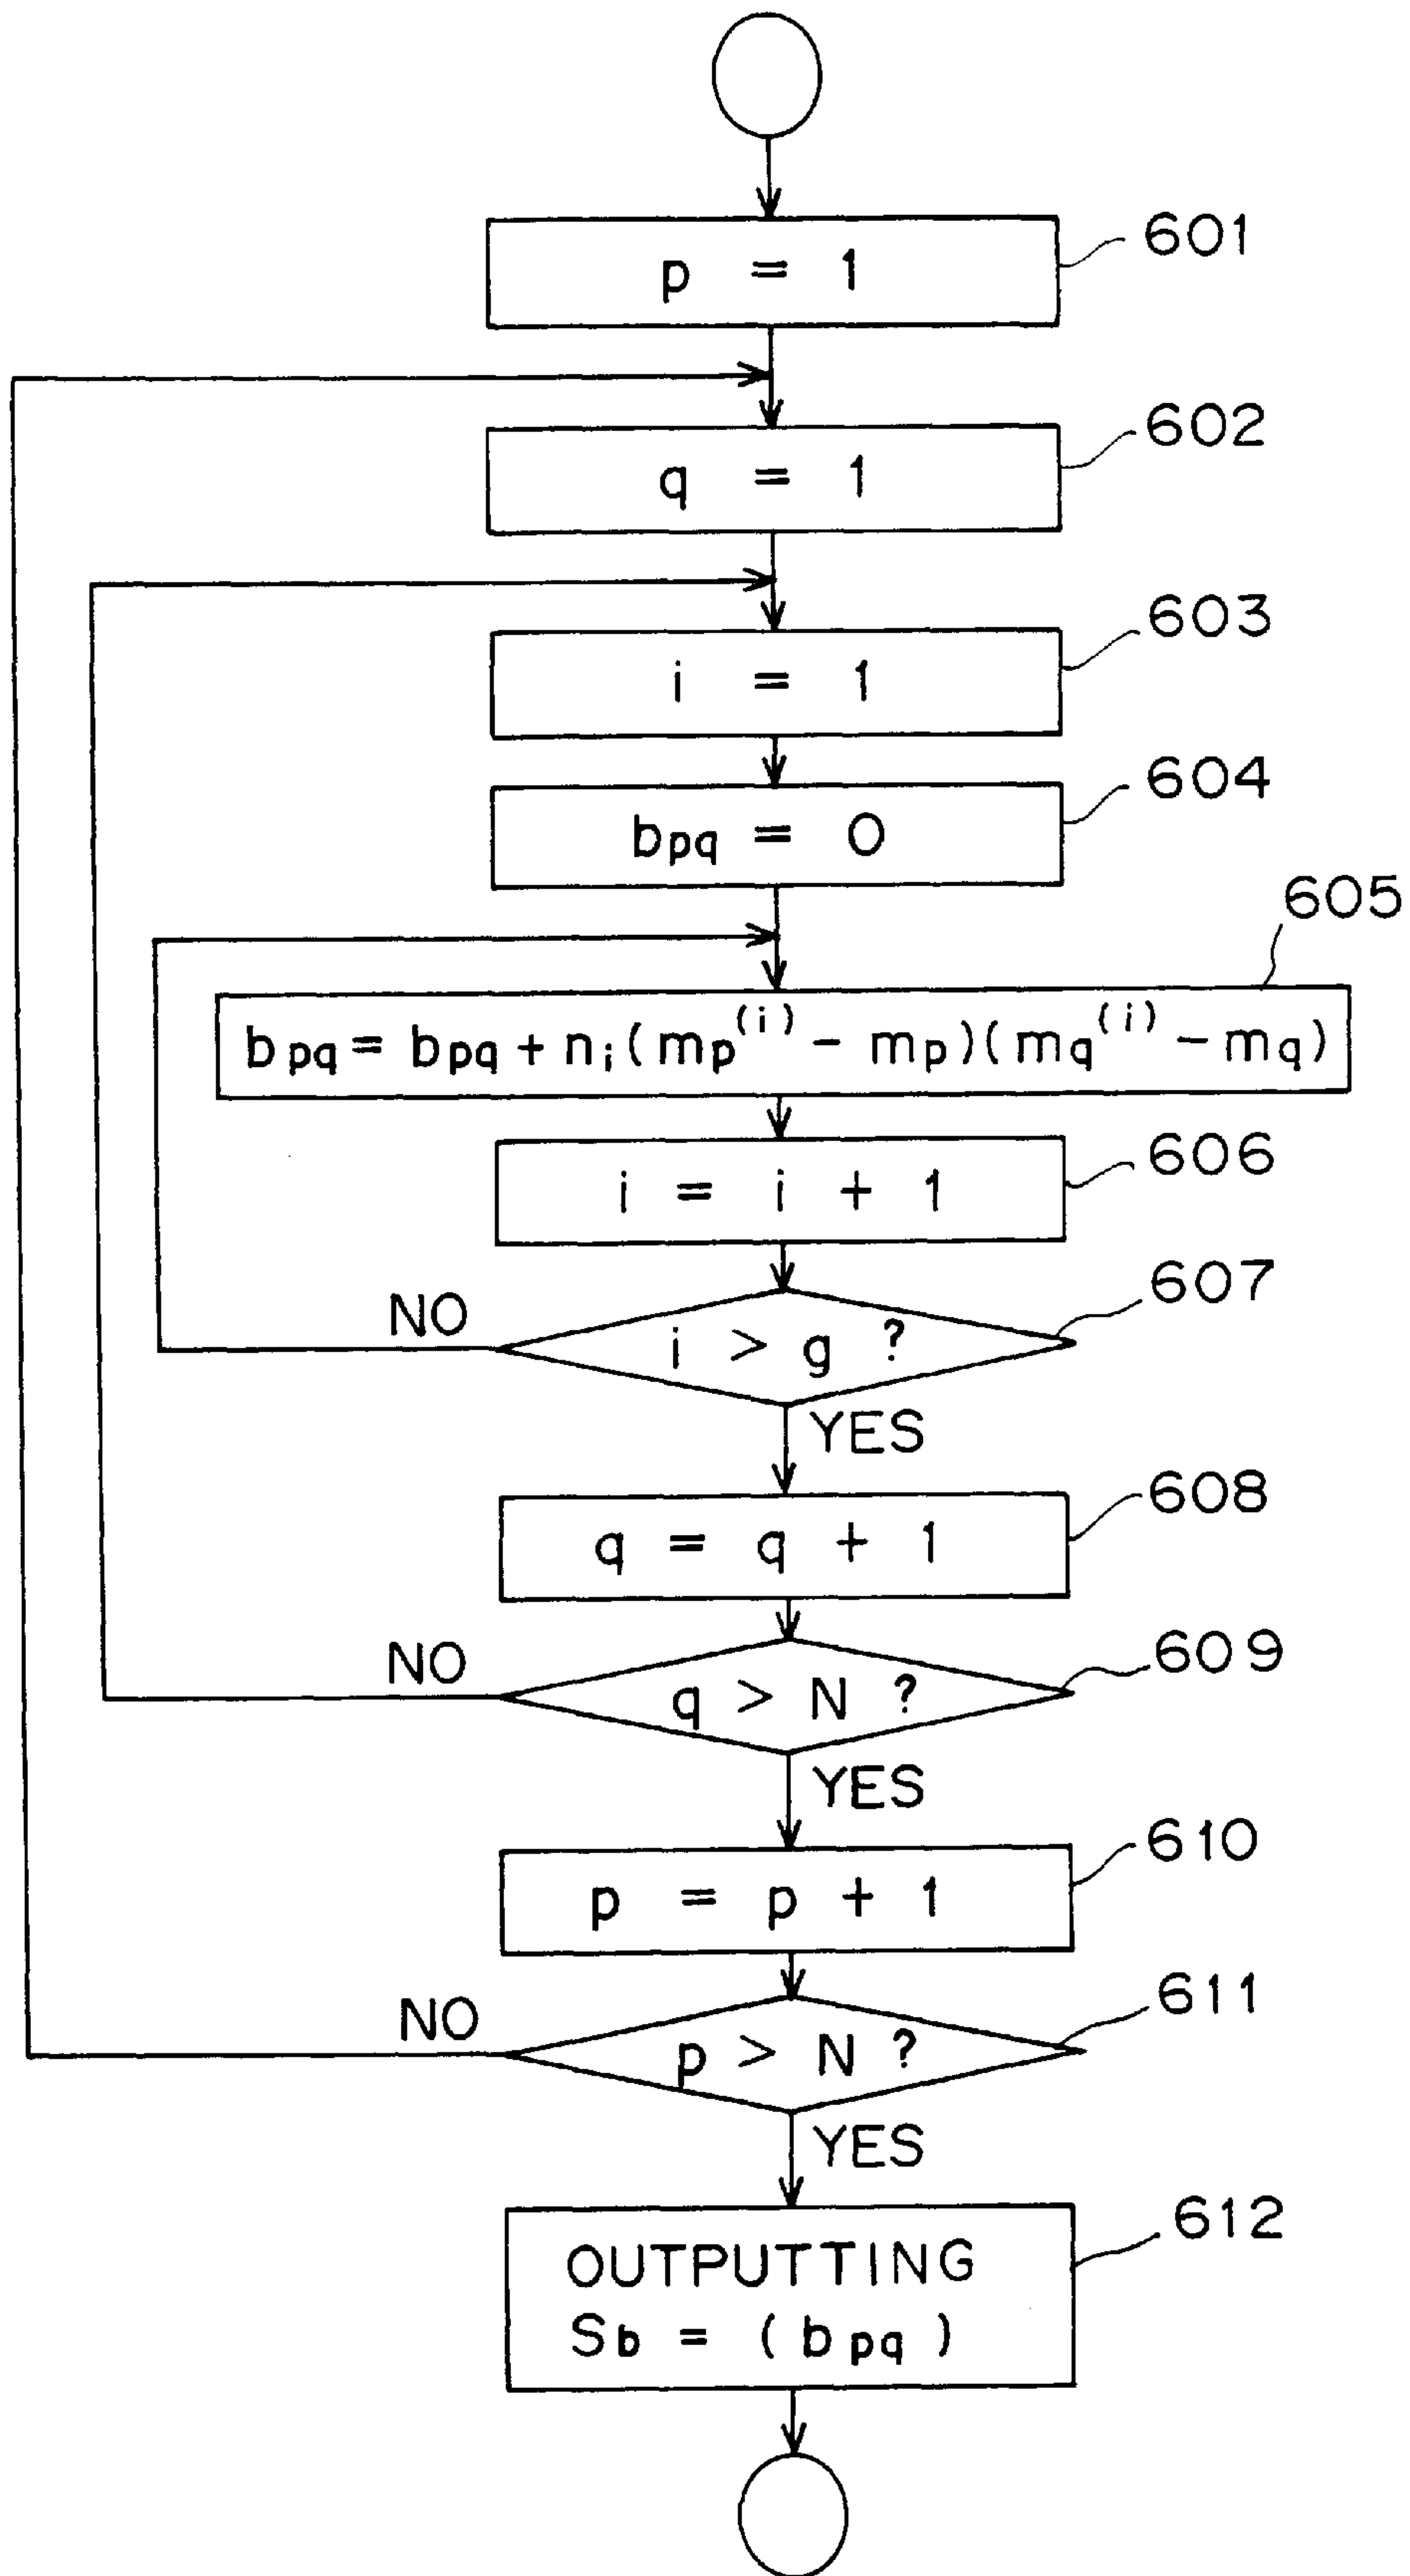 601
p = 1
602
q = 1
603
i = 1
604
bpq = 0
605
bpq = bpq + ni (mp(i) - mp)(mq(i) - mq)
606
i = i + 1
607
NO
i > g ?
YES
608
q = q + 1
609
NO
q > N ?
YES
610
p = p + 1
611
NO
p > N ?
YES
612
OUTPUTTING
Sb = (bpq)